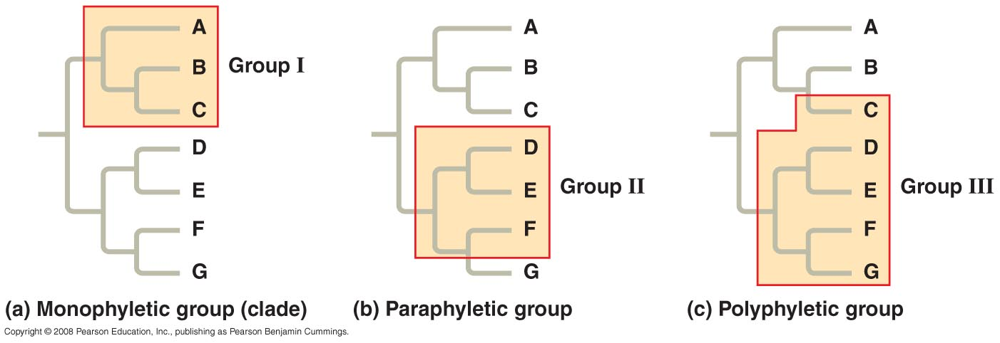 A
B
C
D
E
F
G
Group I
(a) Monophyletic group (clade)
A
B
C
D
E
F
G
Group II
(b) Paraphyletic group
A
B
C
D
E
F
G
Group III
(c) Polyphyletic group
Copyright © 2008 Pearson Education, Inc., publishing as Pearson Benjamin Cummings.